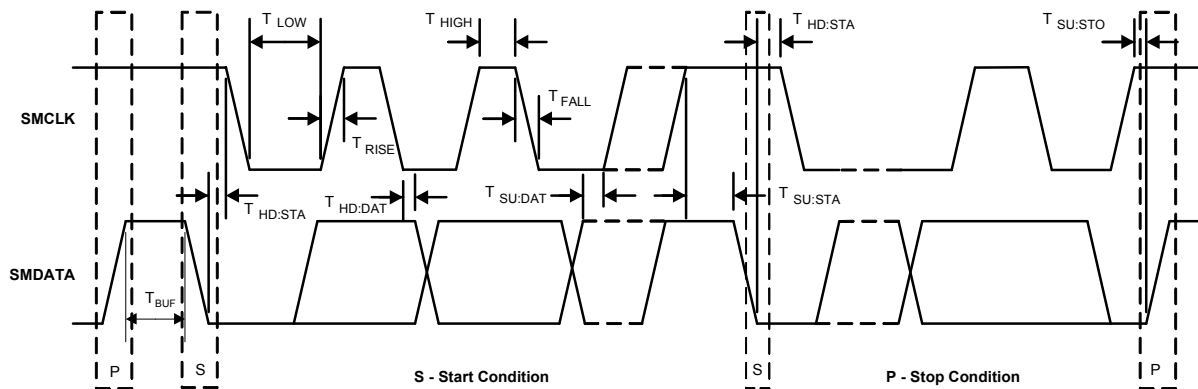 T LOW
T HIGH
T HD:STA
T SU:STO
SMCLK
T FALL
T RISE
T HD:STA
T HD:DAT
T SU:DAT
T SU:STA
SMDATA
T BUF
P
S
S - Start Condition
S
P - Stop Condition
P